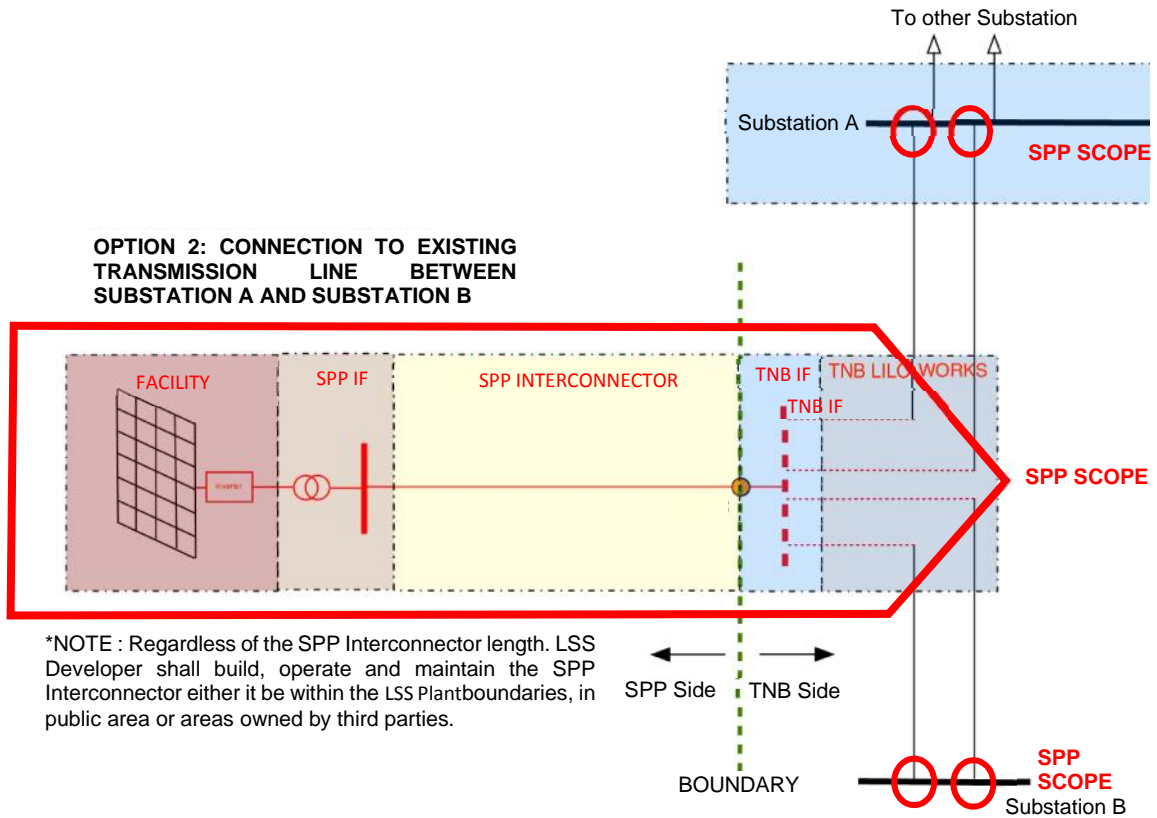 To other Substation
Substation A
SPP SCOPE
OPTION 2: CONNECTION TO EXISTING
TRANSMISSION LINE BETWEEN
SUBSTATION A AND SUBSTATION B
FACILITY
SPP IF
SPP INTERCONNECTOR
TNB IF
TNB LILO WORKS
TNB IF
Inverter
SPP SCOPE
*NOTE : Regardless of the SPP Interconnector length. LSS
Developer shall build, operate and maintain the SPP
Interconnector either it be within the LSS Plantboundaries, in
public area or areas owned by third parties.
SPP Side
TNB Side
BOUNDARY
SPP
SCOPE
Substation B